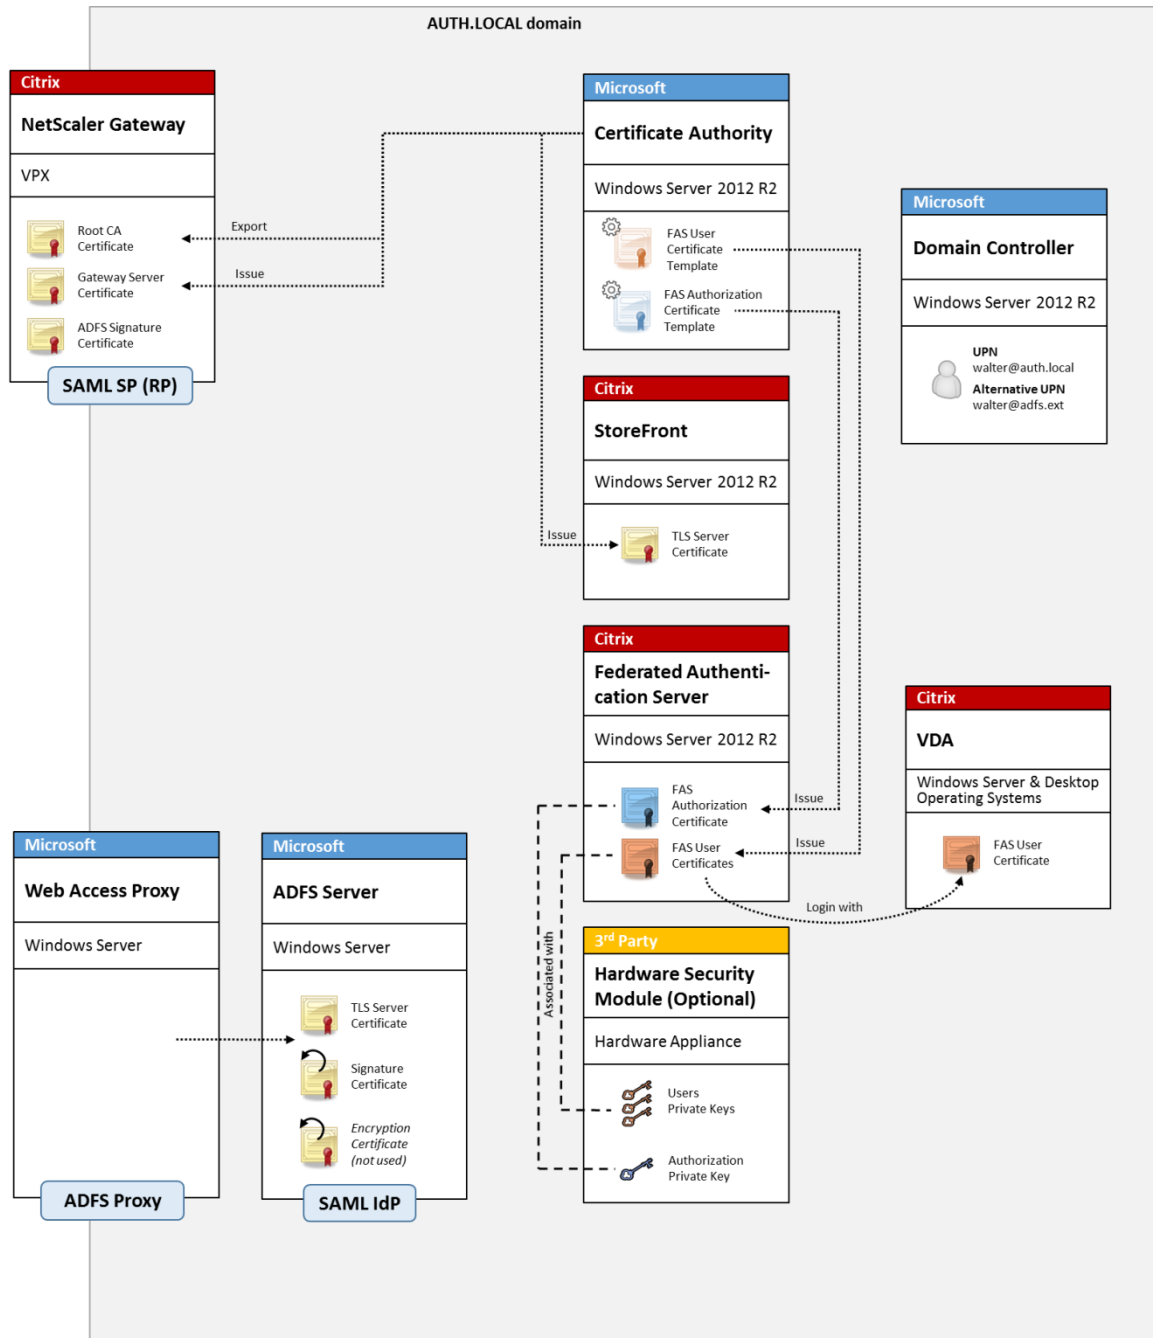 AUTH.LOCAL domain
Citrix
NetScaler Gateway
VPX
Root CA
Certificate
Gateway Server
Certificate
ADFS Signature
Certificate
SAML SP (RP)
Export
Issue
Microsoft
Certificate Authority
Windows Server 2012 R2
FAS User
Certificate
Template
FAS Authorization
Certificate
Template
Microsoft
Domain Controller
Windows Server 2012 R2
UPN
walter@auth.local
Alternative UPN
walter@adfs.ext
Citrix
StoreFront
Windows Server 2012 R2
Issue
TLS Server
Certificate
Citrix
Federated Authenti-
cation Server
Windows Server 2012 R2
FAS
Authorization
Certificate
Issue
FAS User
Certificates
Issue
Login with
Citrix
VDA
Windows Server & Desktop
Operating Systems
FAS User
Certificate
Microsoft
Web Access Proxy
Windows Server
ADFS Proxy
Microsoft
ADFS Server
Windows Server
TLS Server
Certificate
Signature
Certificate
Encryption
Certificate
(not used)
SAML IdP
Associated with
3rd Party
Hardware Security
Module (Optional)
Hardware Appliance
Users
Private Keys
Authorization
Private Key